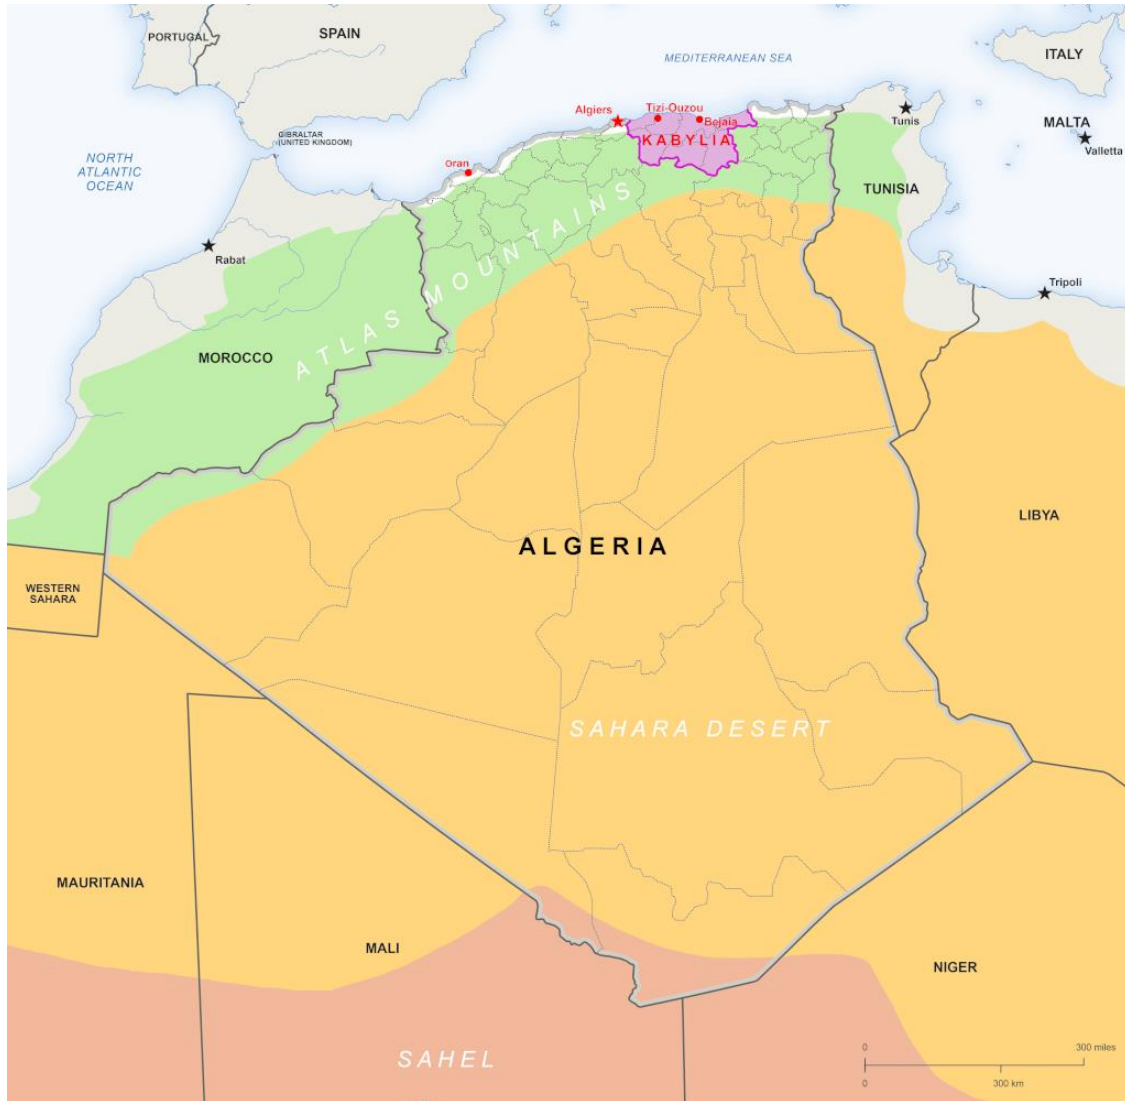 PORTUGAL
SPAIN
ITALY
MEDITERRANEAN SEA
Algiers
Tizi-Ouzou
Bejaia
KABYLIA
Tunis
MALTA
Valletta
GIBRALTAR
(UNITED KINGDOM)
NORTH
ATLANTIC
OCEAN
Oran
TUNISIA
Rabat
Tripoli
ATLAS MOUNTAINS
MOROCCO
LIBYA
ALGERIA
WESTERN
SAHARA
SAHARA DESERT
MAURITANIA
MALI
NIGER
SAHEL
0
300 miles
0
300 km